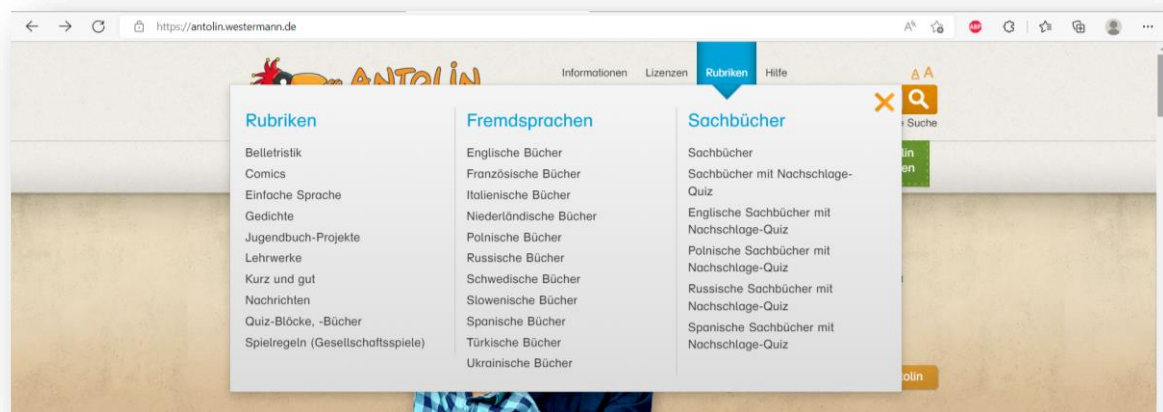 https://antolin.westermann.de
ANTOLIN
Informationen Lizenzen Rubriken Hilfe
A A
Suche
Rubriken
Belletristik
Comics
Einfache Sprache
Gedichte
Jugendbuch-Projekte
Lehrwerke
Kurz und gut
Nachrichten
Quiz-Blöcke, -Bücher
Spielregeln (Gesellschaftsspiele)
Fremdsprachen
Englische Bücher
Französische Bücher
Italienische Bücher
Niederländische Bücher
Polnische Bücher
Russische Bücher
Schwedische Bücher
Slowenische Bücher
Spanische Bücher
Türkische Bücher
Ukrainische Bücher
Sachbücher
Sachbücher
Sachbücher mit Nachschlage-
Quiz
Englische Sachbücher mit
Nachschlage-Quiz
Polnische Sachbücher mit
Nachschlage-Quiz
Russische Sachbücher mit
Nachschlage-Quiz
Spanische Sachbücher mit
Nachschlage-Quiz
lin
en
olin